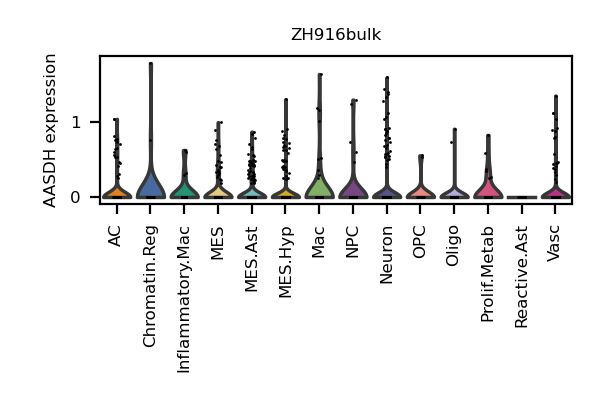 ZH916bulk
AASDH expression
1
0
AC
Chromatin.Reg
Inflammatory.Mac
MES
MES.Ast
MES.Hyp
Mac
NPC
Neuron
OPC
Oligo
Prolif.Metab
Reactive.Ast
Vasc